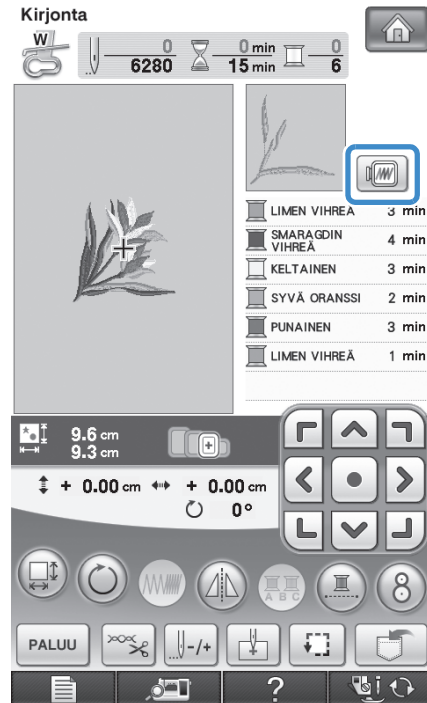 Kirjonta
W
0
6280
0 min
15 min
0
6
LIMEN VIHREÄ 3 min
SMARAGDIN
VIHREÄ 4 min
KELTAINEN 3 min
SYVÄ ORANSSI 2 min
PUNAINEN 3 min
LIMEN VIHREÄ 1 min
9.6 cm
9.3 cm
+ 0.00 cm + 0.00 cm
0°
A B C
8
PALUU
-/+
?